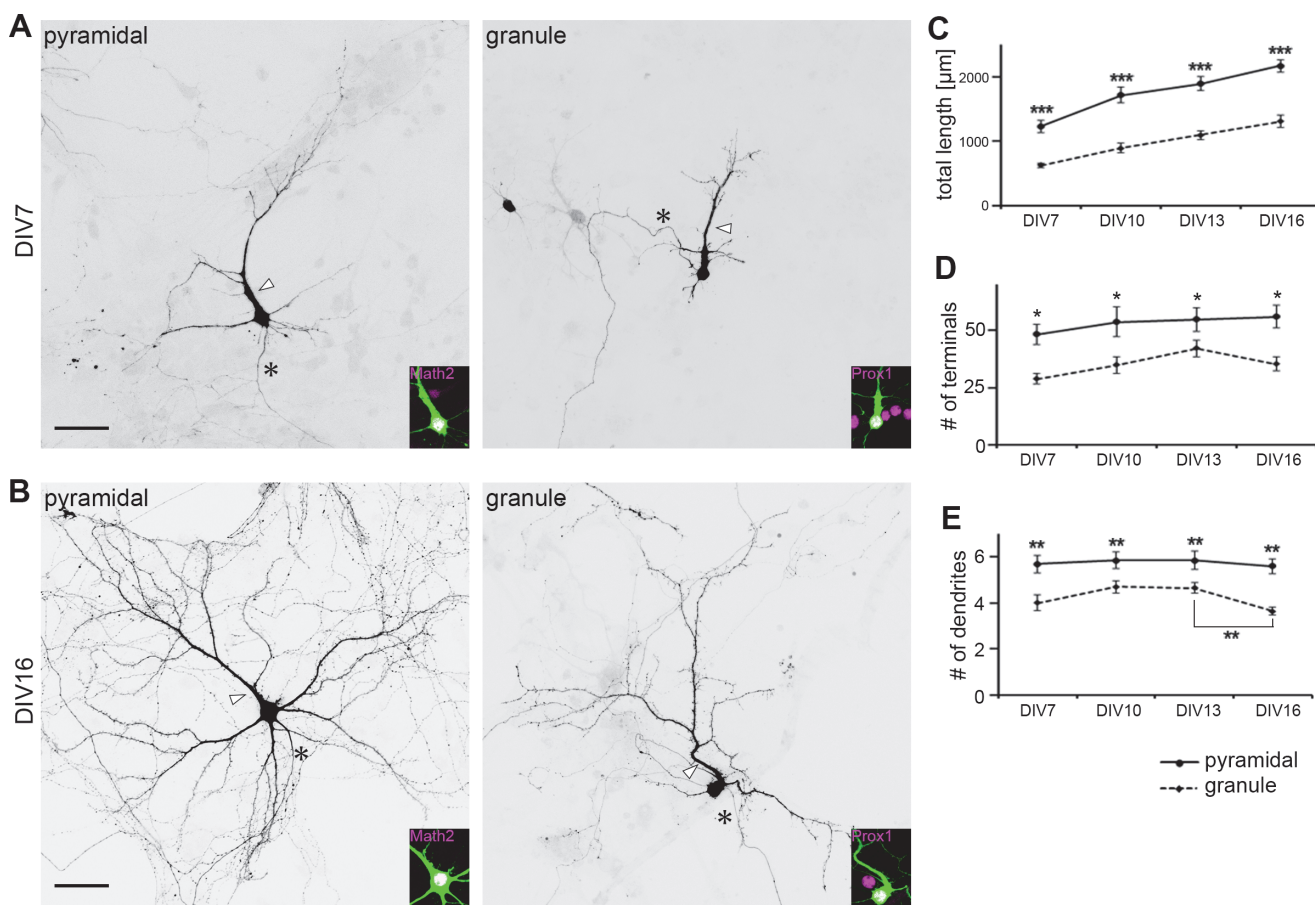 A
pyramidal
granule
DIV7
*
*
Math2
Prox1
B
pyramidal
granule
DIV16
*
*
Math2
Prox1
C
total length [µm]
2000
1000
0
*** *** *** ***
DIV7 DIV10 DIV13 DIV16
D
# of terminals
50
25
0
* * * *
DIV7 DIV10 DIV13 DIV16
E
# of dendrites
6
4
2
0
** ** ** **
**
DIV7 DIV10 DIV13 DIV16
pyramidal
granule